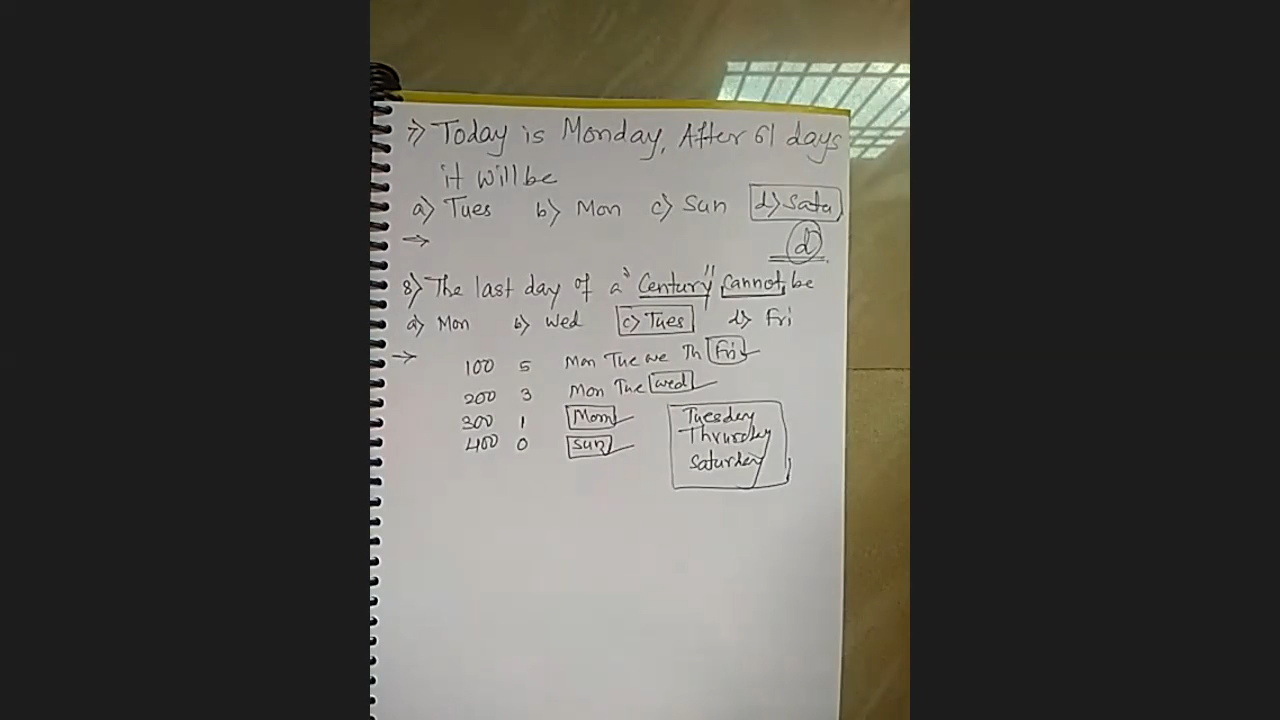 7) Today is Monday, After 61 days
it will be
a) Tues b) Mon c) Sun d) Satu
→ d
8) The last day of a "Century" cannot be
a) Mon b) Wed c) Tues d) Fri
→
100 5 Mon Tue we Th Fri
200 3 Mon Tue wed
300 1 Mon
400 0 Sun
Tuesday
Thrusday
Saturday